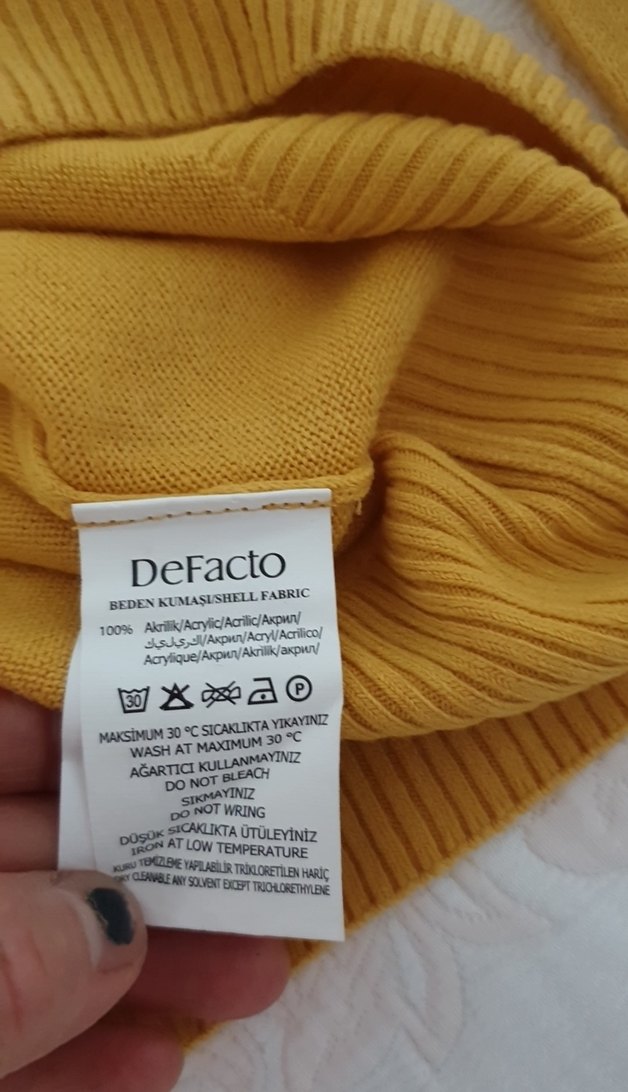 DeFacto
BEDEN KUMAŞI/SHELL FABRIC
100% Akrilik/Acrylic/Acrilic/Акрил/
اكريليك/Акрил/Acryl/Acrilico/
Acrylique/Акрил/Akrilik/акрил/
30 P
MAKSİMUM 30 °C SICAKLIKTA YIKAYINIZ
WASH AT MAXIMUM 30 °C
AĞARTICI KULLANMAYINIZ
DO NOT BLEACH
SIKMAYINIZ
DO NOT WRING
DÜŞÜK SICAKLIKTA ÜTÜLEYİNİZ
IRON AT LOW TEMPERATURE
KURU TEMİZLEME YAPILABİLİR TRİKLORETİLEN HARİÇ
DRY CLEANABLE ANY SOLVENT EXCEPT TRICHLORETHYLENE